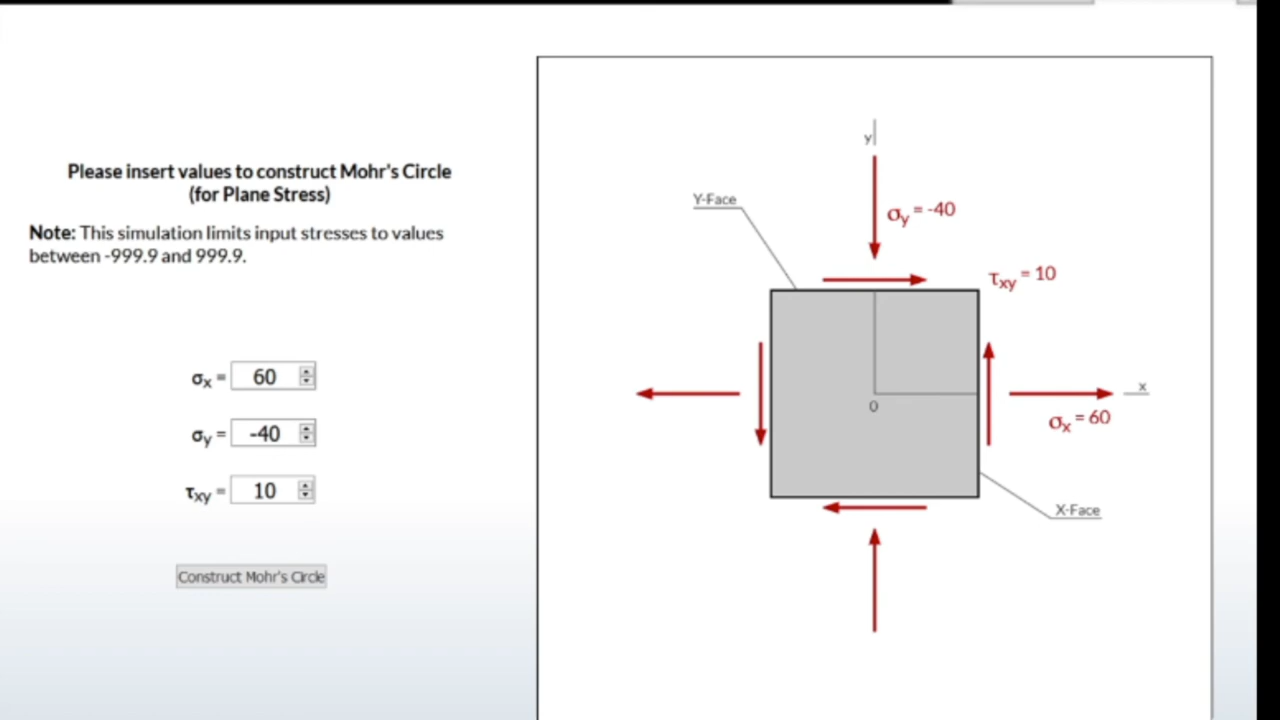 Please insert values to construct Mohr's Circle
(for Plane Stress)
Note: This simulation limits input stresses to values
between -999.9 and 999.9.
σx = 60
σy = -40
τxy = 10
Construct Mohr's Circle
y
Y-Face
σy = -40
τxy = 10
x
0
σx = 60
X-Face